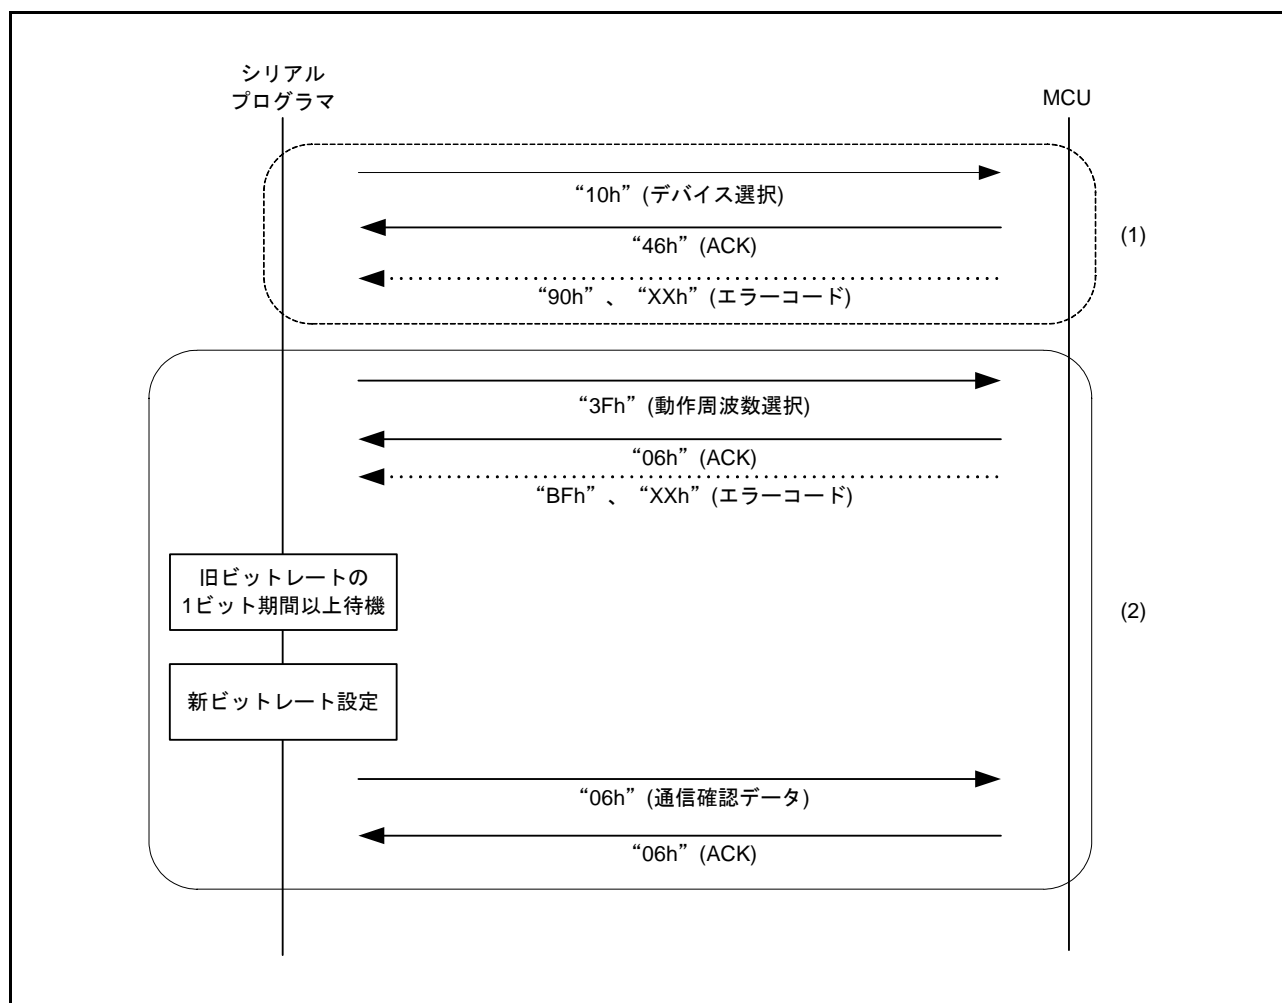 シリアル
プログラマ
MCU
“10h” (デバイス選択)
“46h” (ACK)
(1)
“90h” 、 “XXh” (エラーコード)
“3Fh” (動作周波数選択)
“06h” (ACK)
“BFh” 、 “XXh” (エラーコード)
旧ビットレートの
1ビット期間以上待機
(2)
新ビットレート設定
“06h” (通信確認データ)
“06h” (ACK)